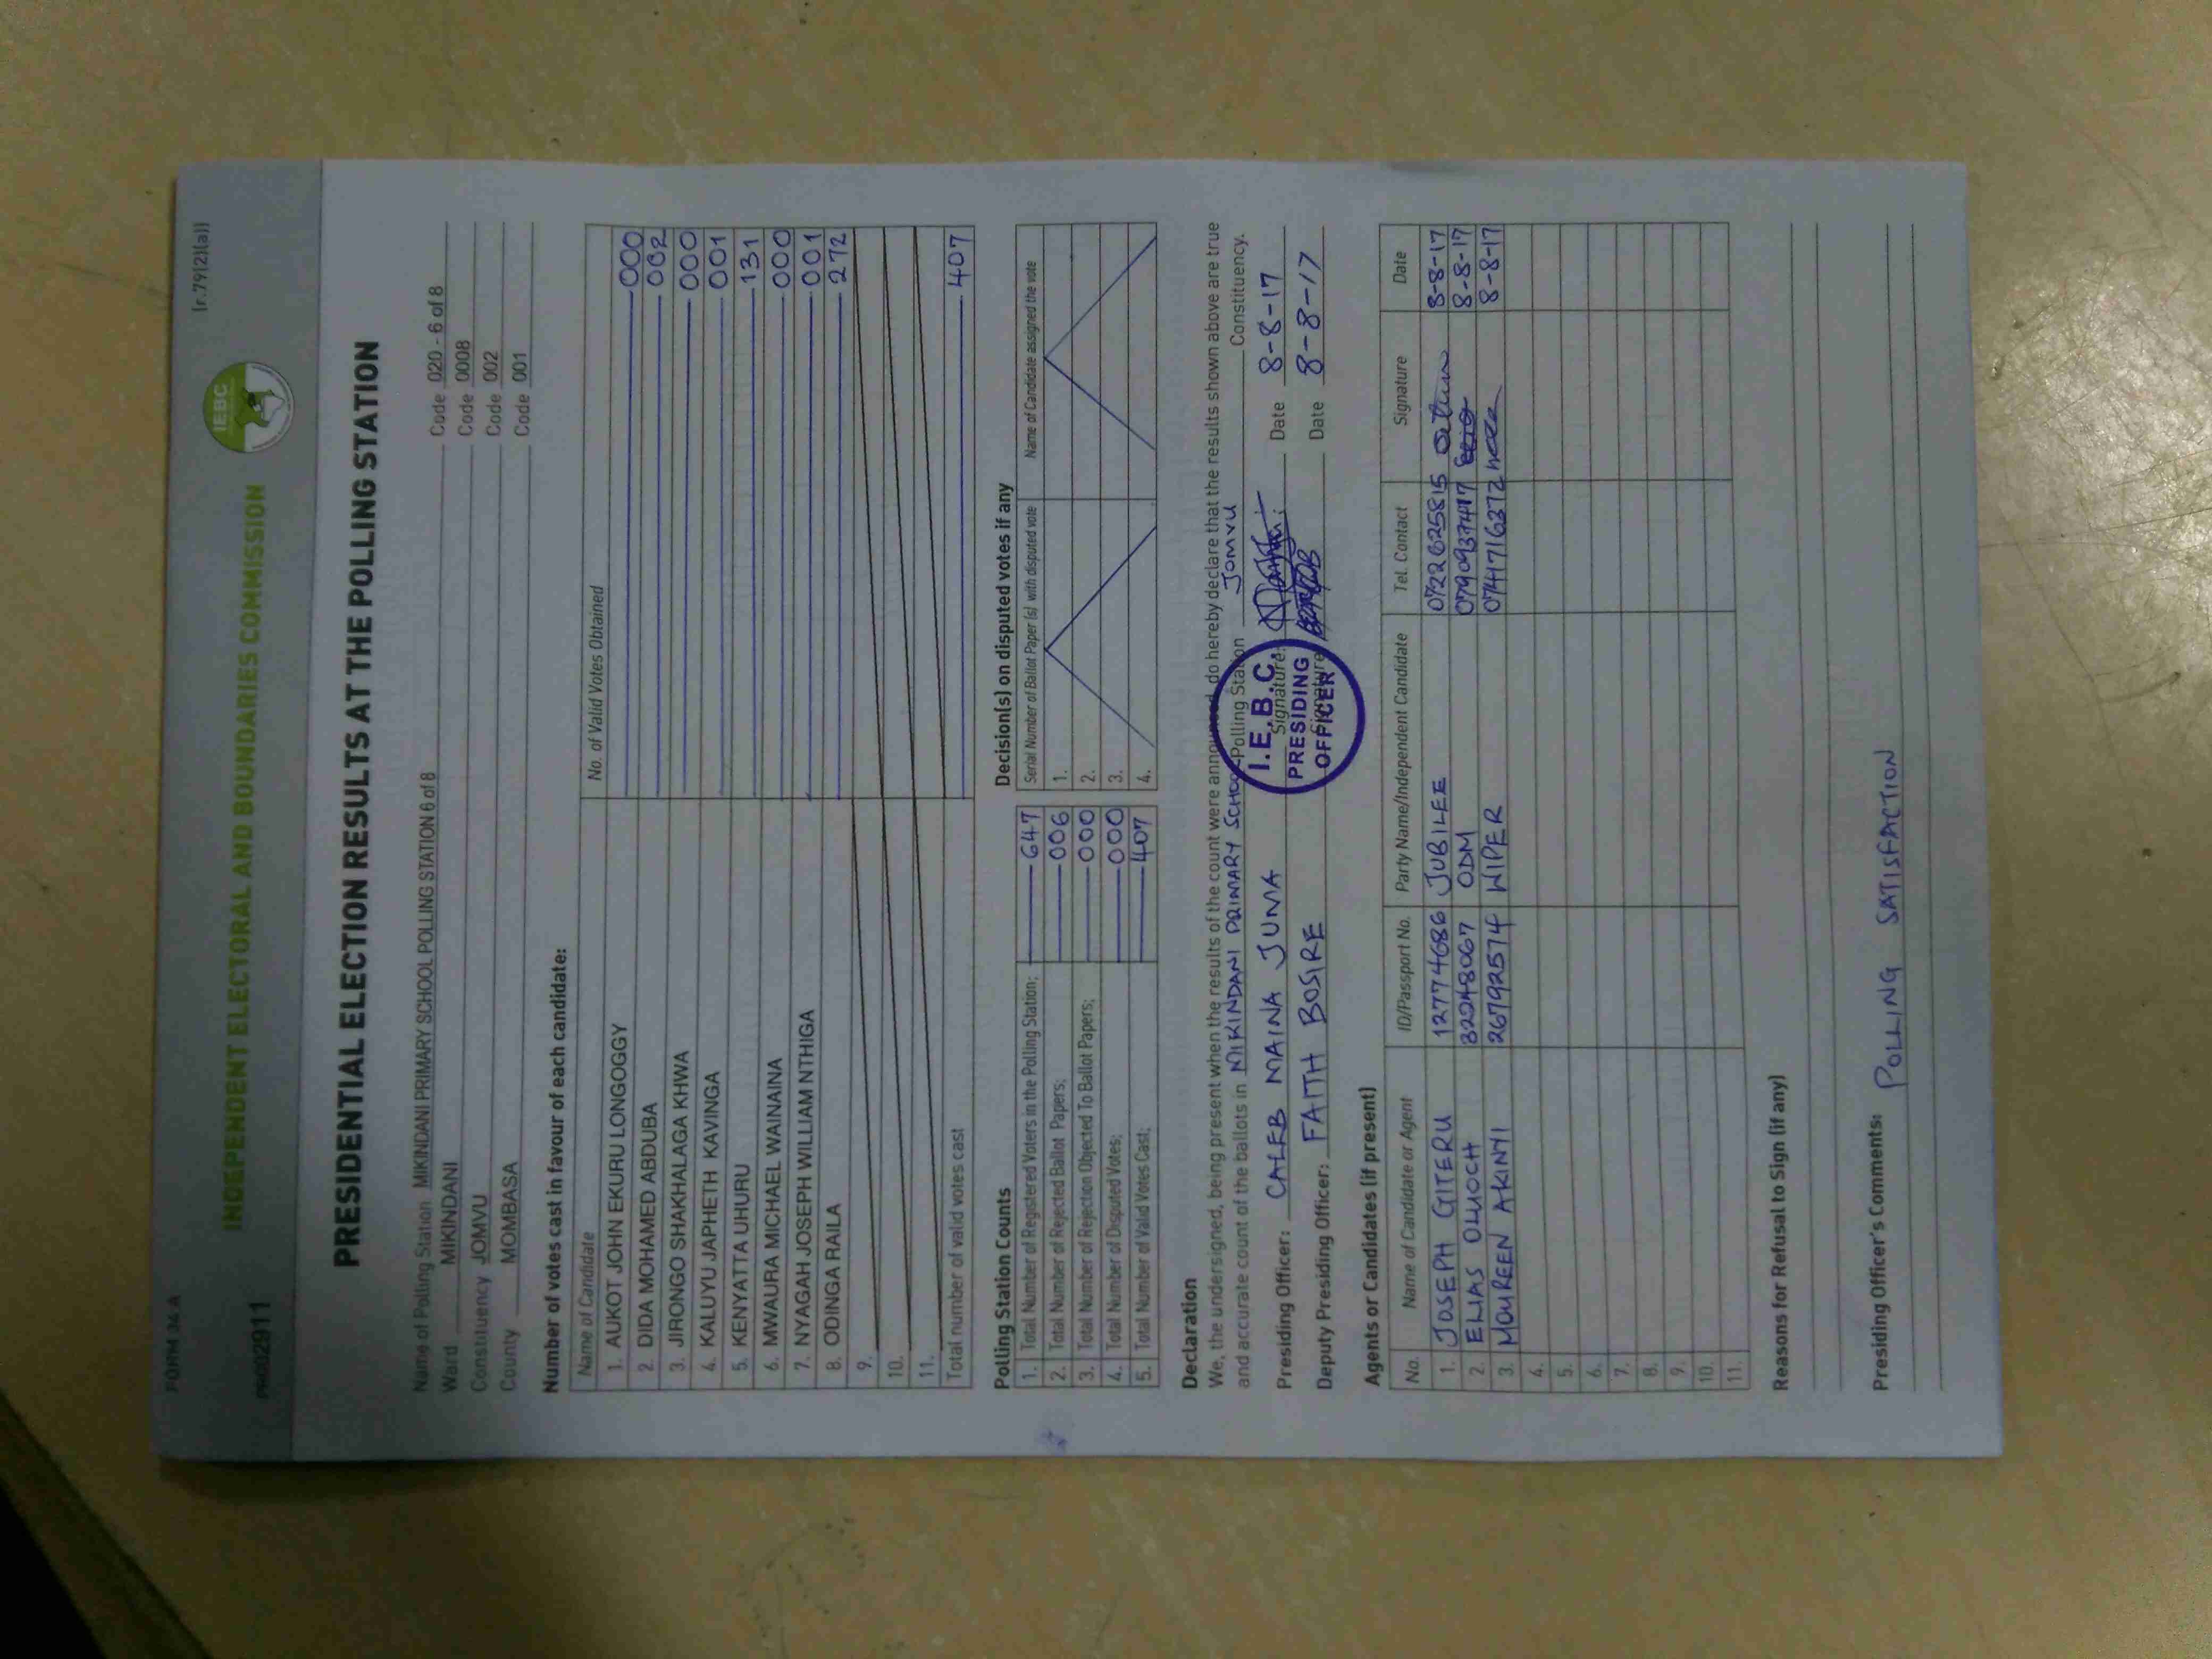 FORM 34 A
[r.79(2)(a)]
IEBC
INDEPENDENT ELECTORAL AND BOUNDARIES COMMISSION
PRESIDENTIAL ELECTION RESULTS AT THE POLLING STATION
Name of Polling Station MIKINDANI PRIMARY SCHOOL POLLING STATION 6 of 8 Code 020 - 6 of 8
Ward MIKINDANI Code 0008
Constituency JOMVU Code 002
County MOMBASA Code 001
Number of votes cast in favour of each candidate:
Name of Candidate No. of Valid Votes Obtained
1. AUKOT JOHN EKURU LONGOGGY 000
2 DIDA MOHAMED ABDUBA 002
3. JIRONGO SHAKHALAGA KHWA 000
4. KALUYU JAPHETH KAVINGA 001
5. KENYATTA UHURU 131
6. MWAURA MICHAEL WAINAINA 000
7. NYAGAH JOSEPH WILLIAM NTHIGA 001
8. ODINGA RAILA 272
9.
10.
11.
Total number of valid votes cast 407
Polling Station Counts
1. Total Number of Registered Voters in the Polling Station; 647
2. Total Number of Rejected Ballot Papers; 006
3. Total Number of Rejection Objected To Ballot Papers; 000
4. Total Number of Disputed Votes; 000
5. Total Number of Valid Votes Cast; 407
Decision(s) on disputed votes if any
Serial Number of Ballot Paper (s) with disputed vote Name of Candidate assigned the vote
1.
2.
3.
4.
Declaration
We, the undersigned, being present when the results of the count were announced, do hereby declare that the results shown above are true
and accurate count of the ballots in MIKINDANI PRIMARY SCHOOL Polling Station JOMVU Constituency.
Presiding Officer: CALEB MAINA JUMA Signature: Date 8-8-17
Deputy Presiding Officer: FAITH BOSIRE Signature Date 8-8-17
I.E.B.C.
PRESIDING
OFFICER
Agents or Candidates (if present)
No. Name of Candidate or Agent ID/Passport No. Party Name/Independent Candidate Tel. Contact Signature Date
1. JOSEPH GITERU 12774686 JUBILEE 0722625815 8-8-17
2. ELIAS OLUOCH 32248067 ODM 0790937417 8-8-17
3. MOUREEN AKINYI 26792574 WIPER 0741716372 8-8-17
4.
5.
6.
7.
8.
9.
10.
11.
Reasons for Refusal to Sign (if any)
Presiding Officer's Comments: POLLING SATISFACTION